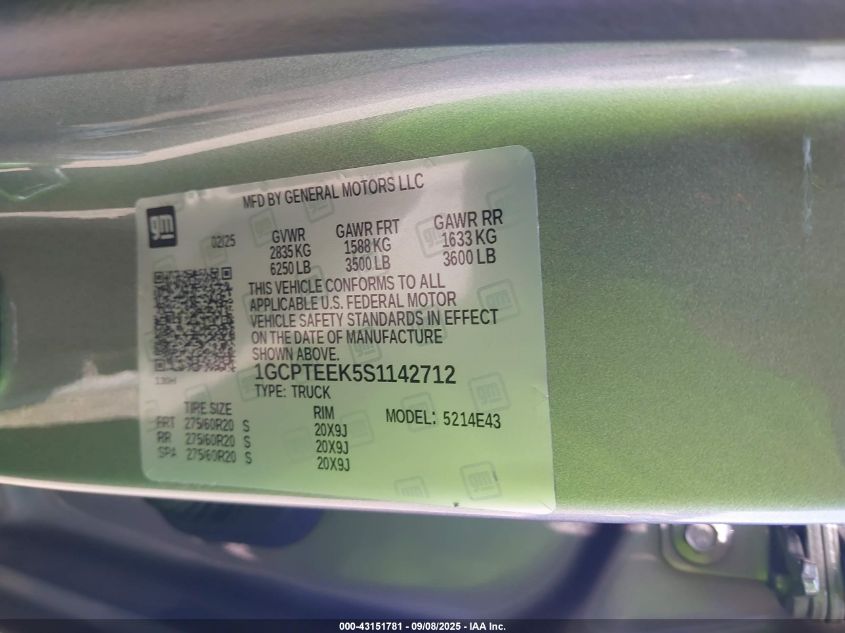 MFD BY GENERAL MOTORS LLC
gm
02/25
GVWR GAWR FRT GAWR RR
2835 KG 1588 KG 1633 KG
6250 LB 3500 LB 3600 LB
THIS VEHICLE CONFORMS TO ALL
APPLICABLE U.S. FEDERAL MOTOR
VEHICLE SAFETY STANDARDS IN EFFECT
ON THE DATE OF MANUFACTURE
SHOWN ABOVE.
1GCPTEEK5S1142712
TYPE: TRUCK
TIRE SIZE RIM MODEL: 5214E43
FRT 275/60R20 S 20X9J
RR 275/60R20 S 20X9J
SPA 275/60R20 S 20X9J
000-43151781 - 09/08/2025 - IAA Inc.